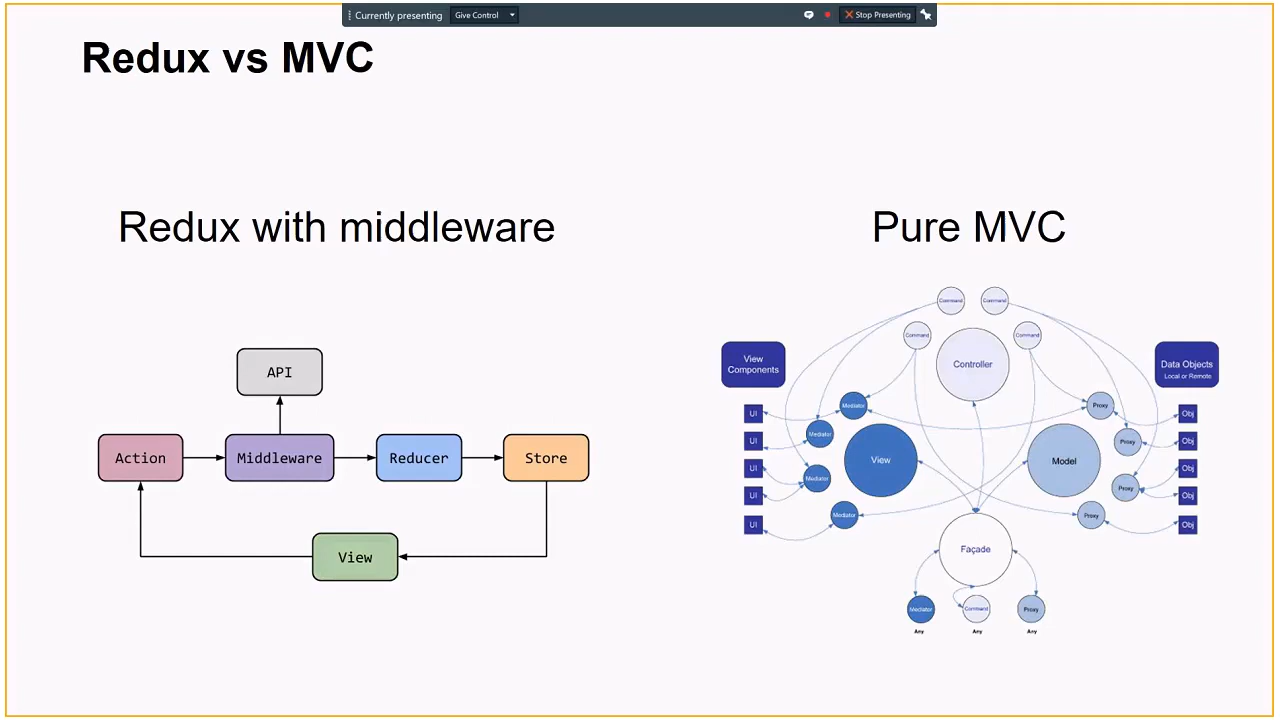 Currently presenting
Give Control
Stop Presenting
Redux vs MVC
Redux with middleware
API
Action
Middleware
Reducer
Store
View
Pure MVC
Command
Command
Command
Command
Controller
View
Components
Data Objects
Local or Remote
UI
UI
UI
UI
UI
Mediator
Mediator
Mediator
Mediator
View
Model
Proxy
Proxy
Proxy
Proxy
Obj
Obj
Obj
Obj
Obj
Façade
Mediator
Command
Proxy
Any
Any
Any